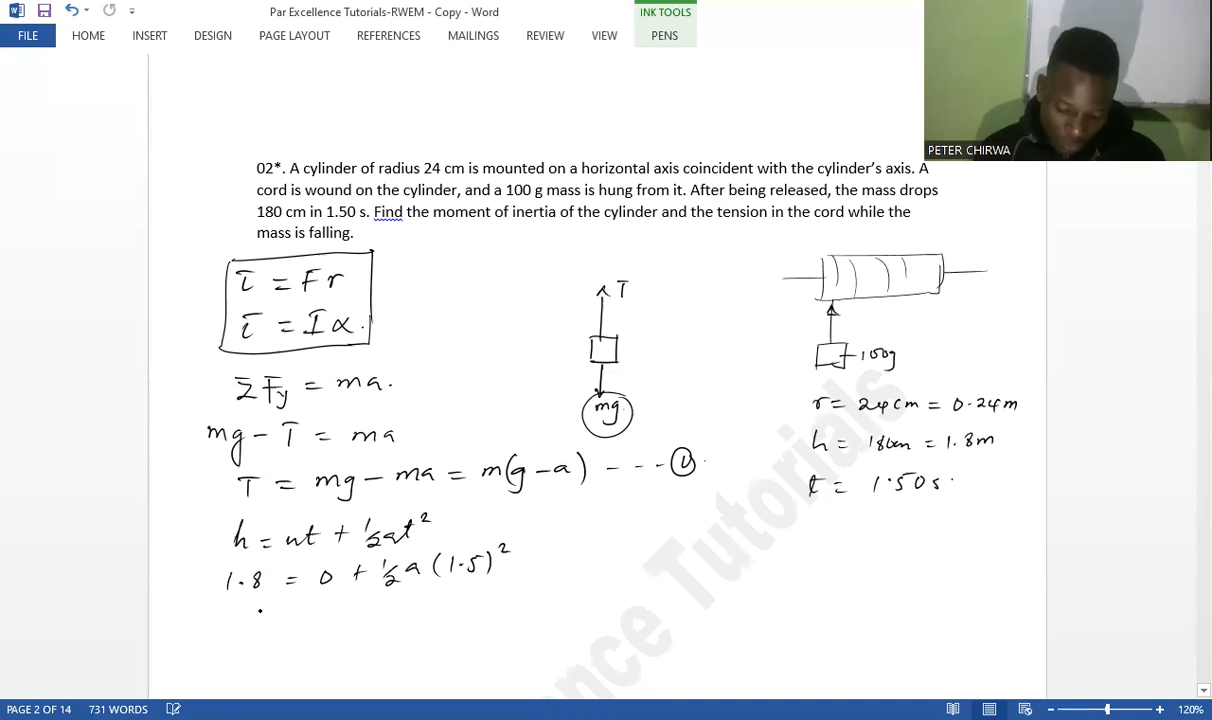 Par Excellence Tutorials-RWEM - Copy - Word
INK TOOLS
FILE HOME INSERT DESIGN PAGE LAYOUT REFERENCES MAILINGS REVIEW VIEW PENS
PETER CHIRWA
02*. A cylinder of radius 24 cm is mounted on a horizontal axis coincident with the cylinder's axis. A
cord is wound on the cylinder, and a 100 g mass is hung from it. After being released, the mass drops
180 cm in 1.50 s. Find the moment of inertia of the cylinder and the tension in the cord while the
mass is falling.
τ = Fr
τ = Iα.
ΣFy = ma.
mg - T = ma
T = mg - ma = m(g-a) ---- ①
h = ut + ½at²
1.8 = 0 + ½a(1.5)²
T
mg
100g
r = 24cm = 0.24m
h = 180cm = 1.8m
t = 1.50s.
nce Tutorials
PAGE 2 OF 14 731 WORDS
120%